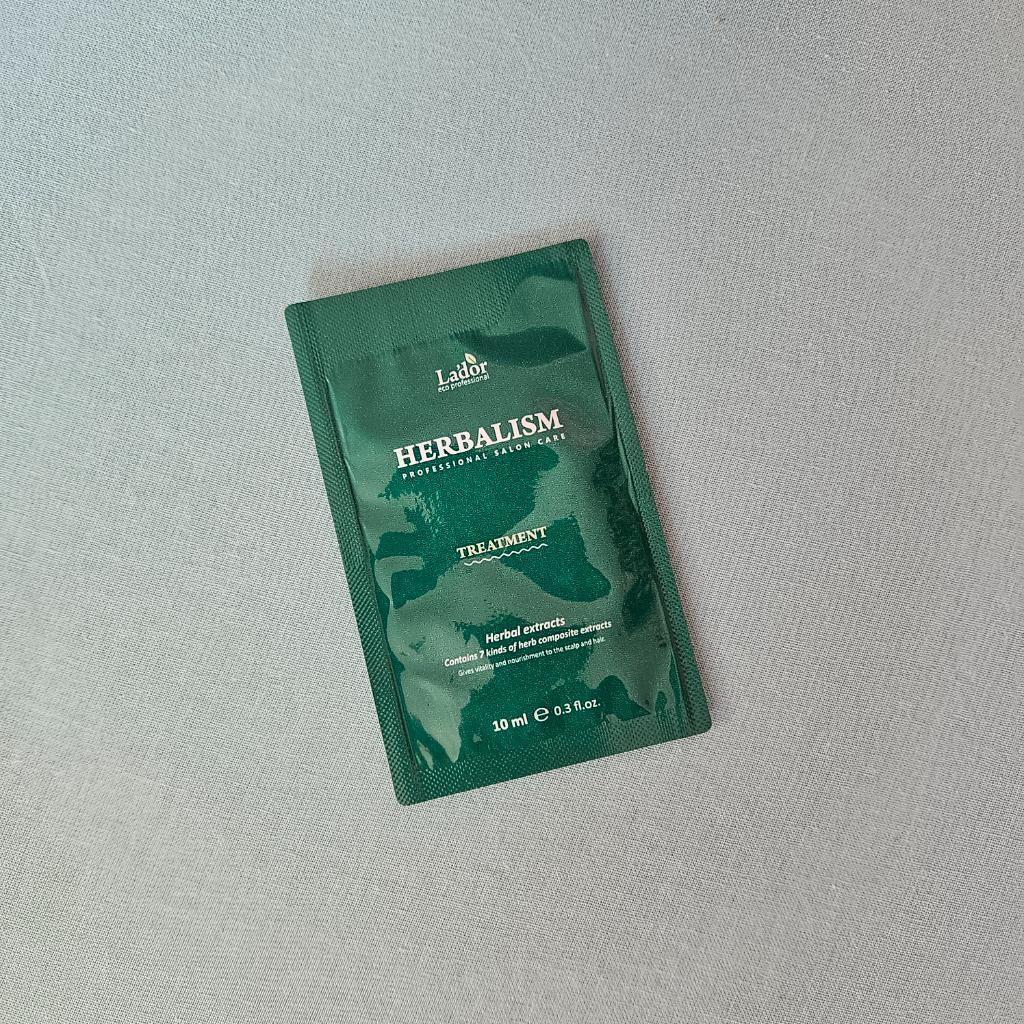 La'dor
eco professional
HERBALISM
PROFESSIONAL SALON CARE
TREATMENT
Herbal extracts
Contains 7 kinds of herb composite extracts
Gives vitality and nourishment to the scalp and hair.
10 ml ℮ 0.3 fl.oz.